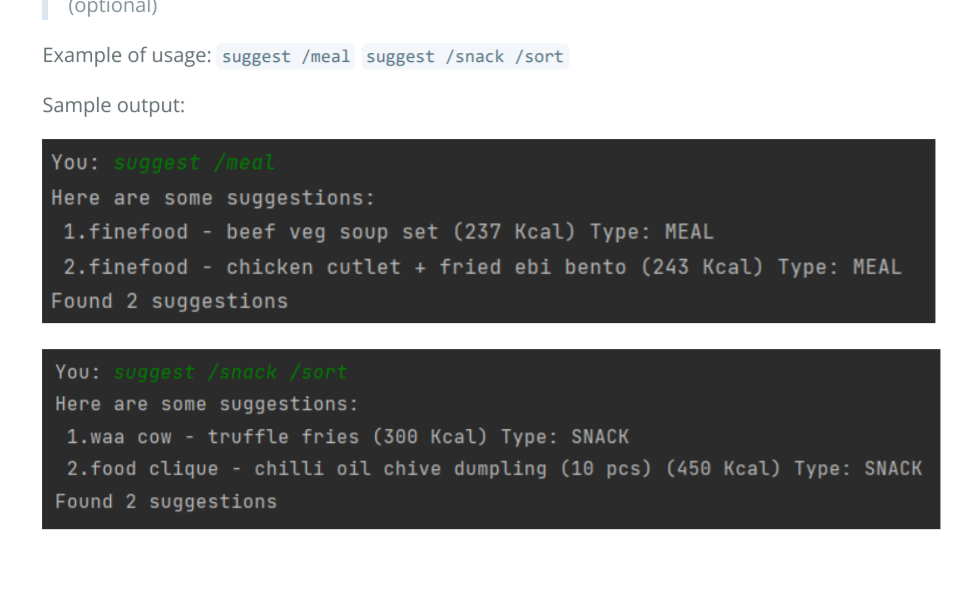 (optional)
Example of usage: suggest /meal suggest /snack /sort
Sample output:
You: suggest /meal
Here are some suggestions:
1.finefood - beef veg soup set (237 Kcal) Type: MEAL
2.finefood - chicken cutlet + fried ebi bento (243 Kcal) Type: MEAL
Found 2 suggestions
You: suggest /snack /sort
Here are some suggestions:
1.waa cow - truffle fries (300 Kcal) Type: SNACK
2.food clique - chilli oil chive dumpling (10 pcs) (450 Kcal) Type: SNACK
Found 2 suggestions